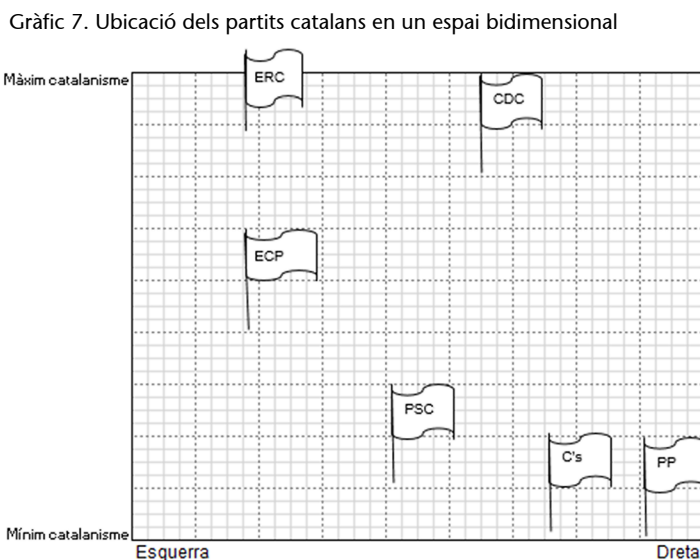 Gràfic 7. Ubicació dels partits catalans en un espai bidimensional
ERC
Màxim catalanisme
CDC
ECP
PSC
C's
PP
Mínim catalanisme
Esquerra
Dreta